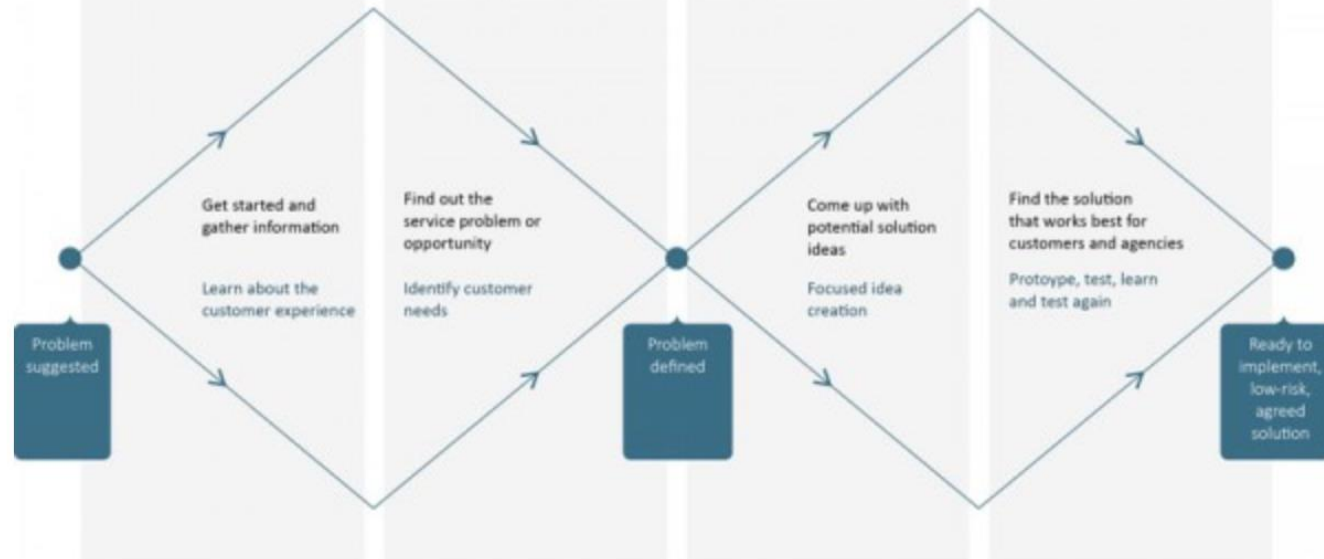 Get started and
gather information
Learn about the
customer experience
Find out the
service problem or
opportunity
Identify customer
needs
Come up with
potential solution
ideas
Focused idea
creation
Find the solution
that works best for
customers and agencies
Protoype, test, learn
and test again
Problem
suggested
Problem
defined
Ready to
implement,
low-risk,
agreed
solution